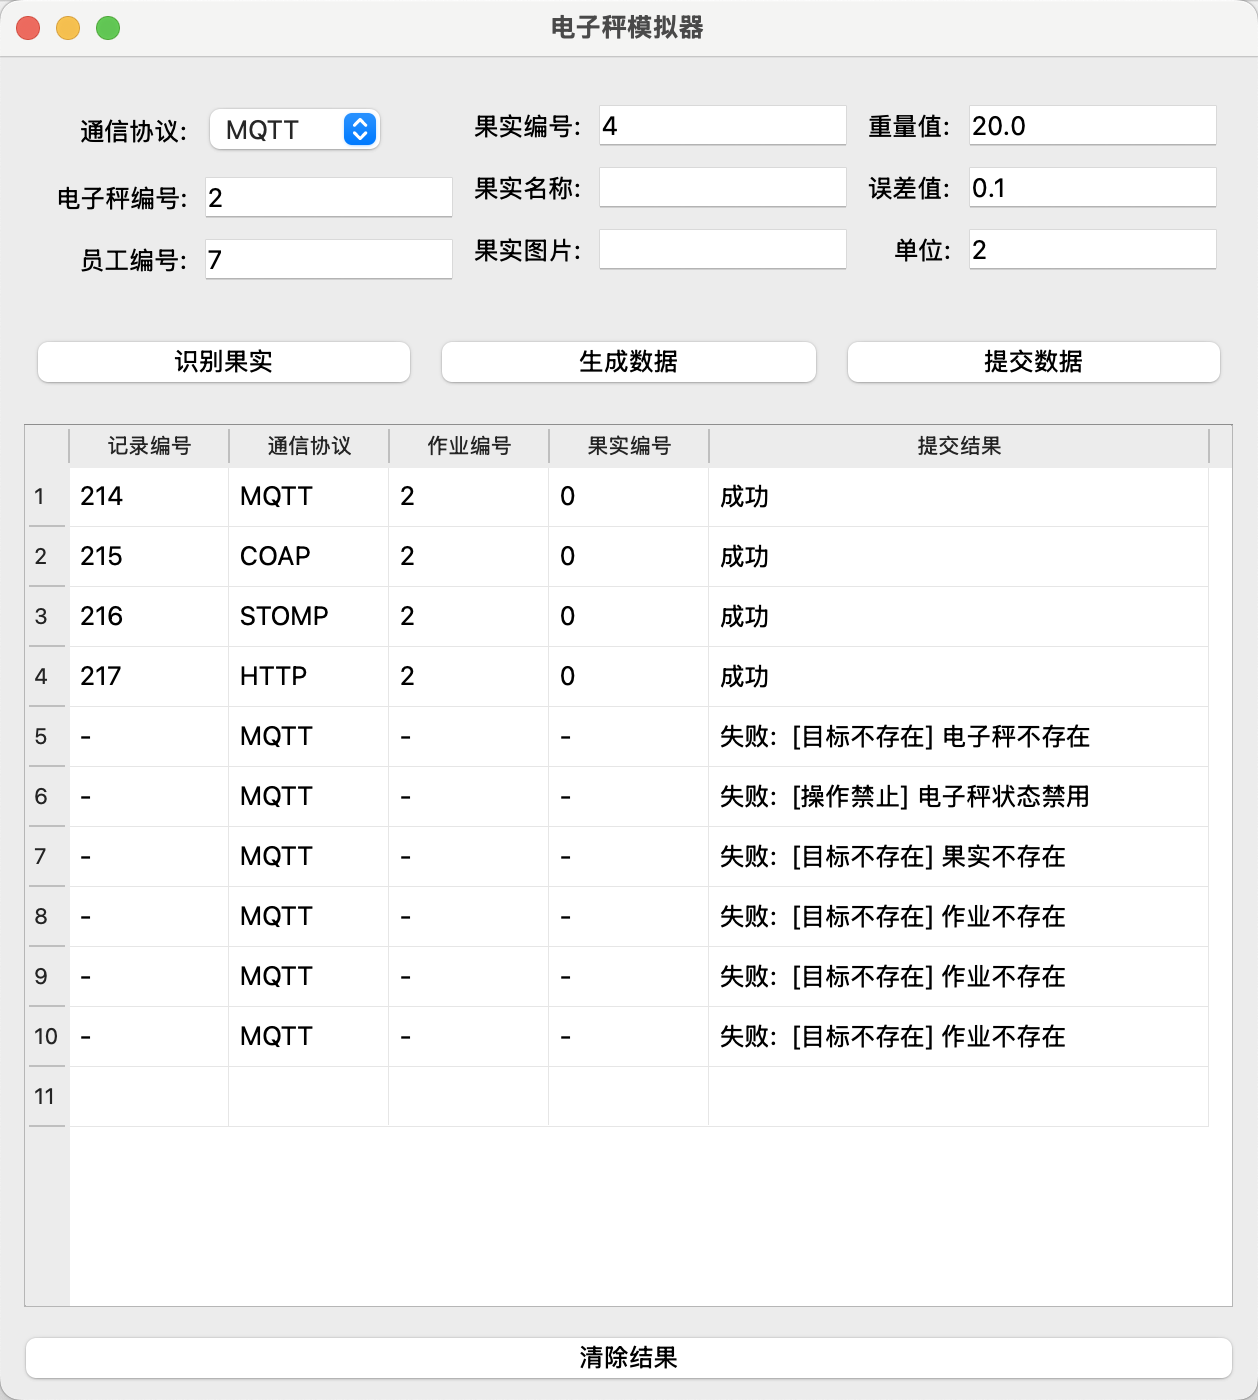 电子秤模拟器
通信协议: MQTT 果实编号: 4 重量值: 20.0
电子秤编号: 2 果实名称: 误差值: 0.1
员工编号: 7 果实图片: 单位: 2
识别果实 生成数据 提交数据
记录编号 通信协议 作业编号 果实编号 提交结果
1 214 MQTT 2 0 成功
2 215 COAP 2 0 成功
3 216 STOMP 2 0 成功
4 217 HTTP 2 0 成功
5 - MQTT - - 失败: [目标不存在] 电子秤不存在
6 - MQTT - - 失败: [操作禁止] 电子秤状态禁用
7 - MQTT - - 失败: [目标不存在] 果实不存在
8 - MQTT - - 失败: [目标不存在] 作业不存在
9 - MQTT - - 失败: [目标不存在] 作业不存在
10 - MQTT - - 失败: [目标不存在] 作业不存在
11
清除结果